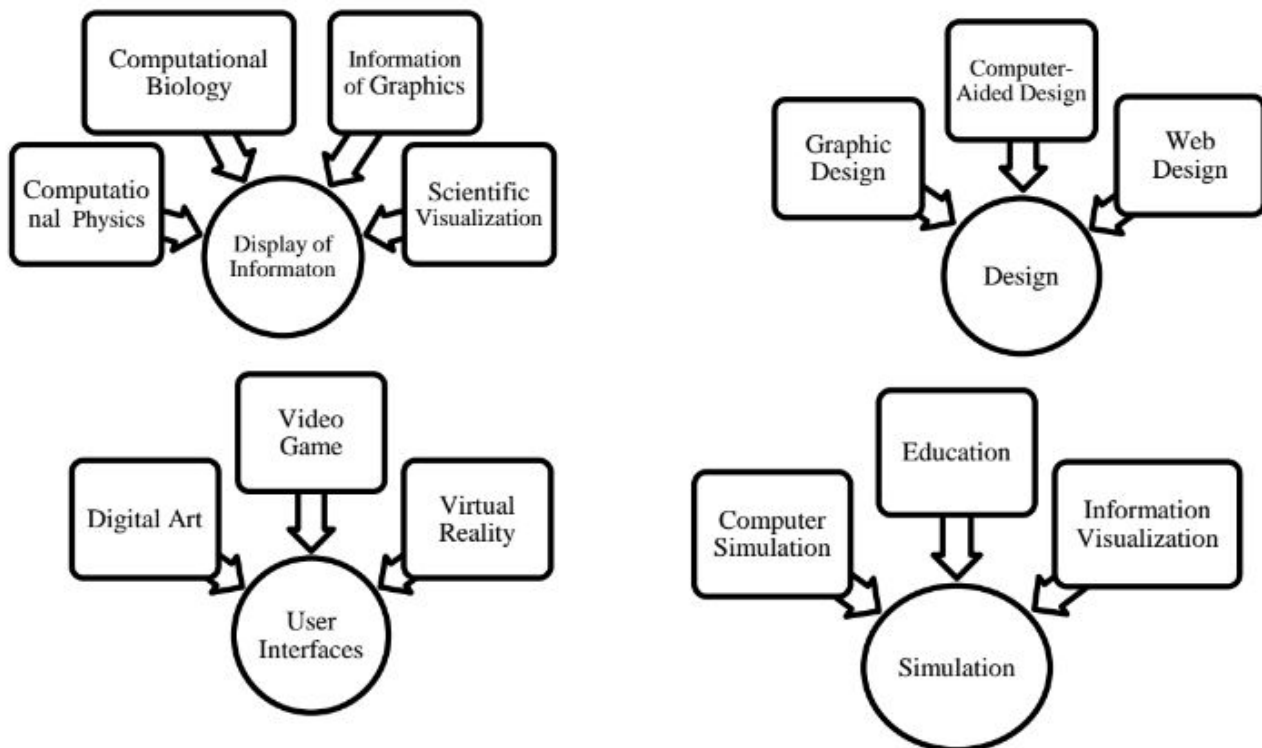 Computational
Biology
Information
of Graphics
Computatio
nal Physics
Scientific
Visualization
Display of
Informaton
Computer-
Aided Design
Graphic
Design
Web
Design
Design
Video
Game
Digital Art
Virtual
Reality
User
Interfaces
Education
Computer
Simulation
Information
Visualization
Simulation